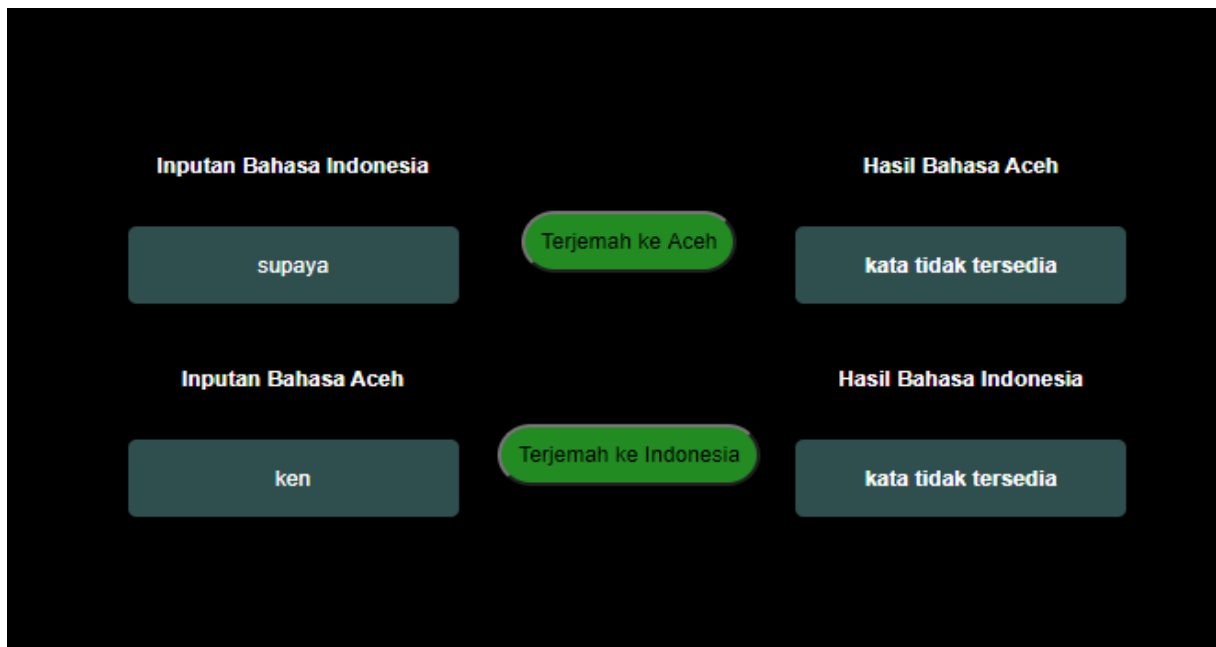 Inputan Bahasa Indonesia
Hasil Bahasa Aceh
supaya
Terjemah ke Aceh
kata tidak tersedia
Inputan Bahasa Aceh
Hasil Bahasa Indonesia
ken
Terjemah ke Indonesia
kata tidak tersedia